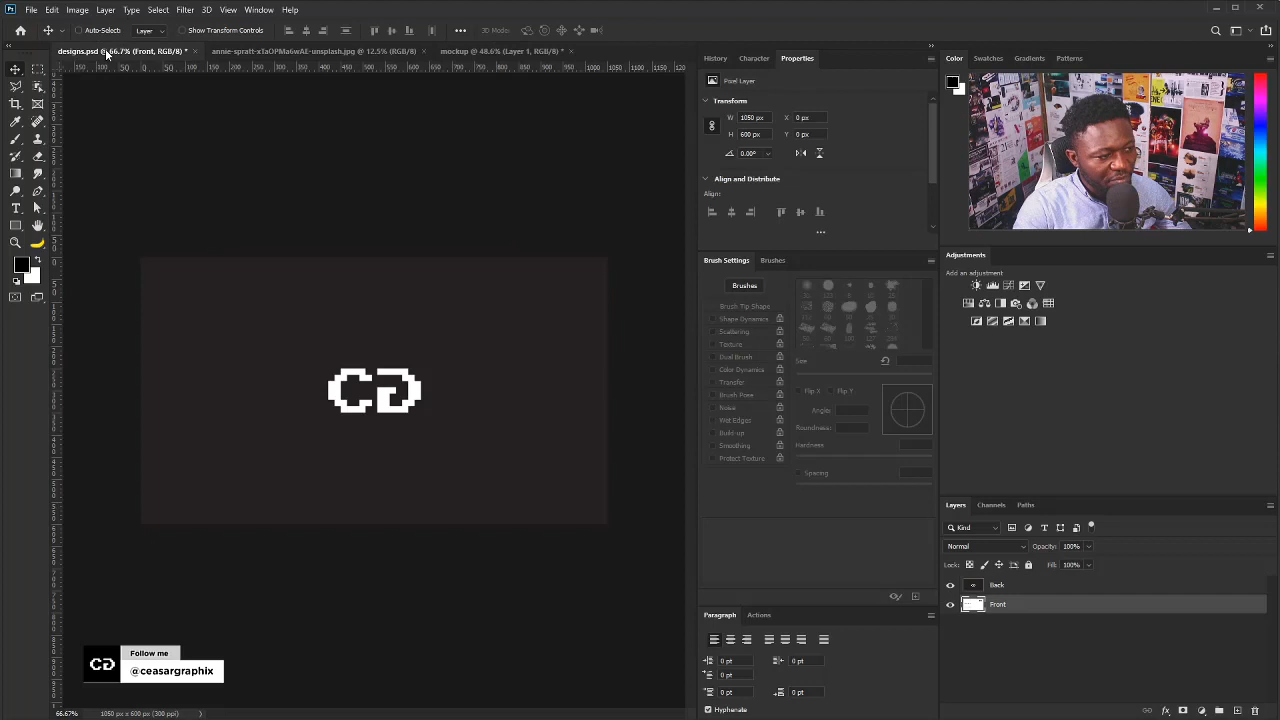 Ps File Edit Image Layer Type Select Filter 3D View Window Help
Auto-Select: Layer Show Transform Controls 3D Mode:
designs.psd @ 66.7% (Front, RGB/8) * annie-spratt-xTaOPMa6wAE-unsplash.jpg @ 12.5% (RGB/8) mockup @ 48.6% (Layer 1, RGB/8) *
History Character Properties
Pixel Layer
Transform
W 1050 px X 0 px
H 600 px Y 0 px
0.00°
Align and Distribute
Align:
Brush Settings Brushes
Brushes
Brush Tip Shape
Shape Dynamics
Scattering
Texture
Dual Brush
Color Dynamics
Transfer
Brush Pose
Noise
Wet Edges
Build-up
Smoothing
Protect Texture
Size
Flip X Flip Y
Angle:
Roundness:
Hardness
Spacing
Paragraph Actions
0 pt 0 pt
0 pt
0 pt 0 pt
Hyphenate
Color Swatches Gradients Patterns
Adjustments
Add an adjustment
Layers Channels Paths
Kind
Normal Opacity: 100%
Lock: Fill: 100%
Back
Front
CG
CG
Follow me
@ceasargraphix
66.67% 1050 px x 600 px (300 ppi)